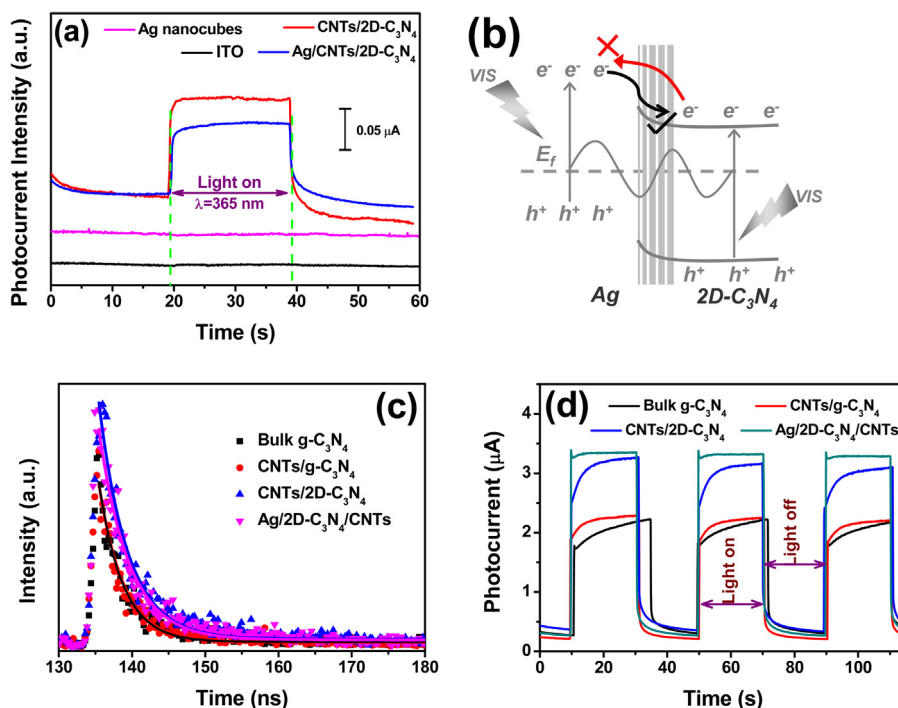 (a)
Ag nanocubes
CNTs/2D-C₃N₄
ITO
Ag/CNTs/2D-C₃N₄
0.05 µA
Light on
λ=365 nm
Photocurrent Intensity (a.u.)
0 10 20 30 40 50 60
Time (s)
(b)
VIS
e⁻ e⁻ e⁻
e⁻ e⁻ e⁻
E_f
h⁺ h⁺ h⁺
VIS
h⁺ h⁺ h⁺
Ag
2D-C₃N₄
(c)
Bulk g-C₃N₄
CNTs/g-C₃N₄
CNTs/2D-C₃N₄
Ag/2D-C₃N₄/CNTs
Intensity (a.u.)
130 140 150 160 170 180
Time (ns)
(d)
Bulk g-C₃N₄
CNTs/g-C₃N₄
CNTs/2D-C₃N₄
Ag/2D-C₃N₄/CNTs
4
3
2
1
0
Photocurrent (µA)
Light on
Light off
0 20 40 60 80 100
Time (s)